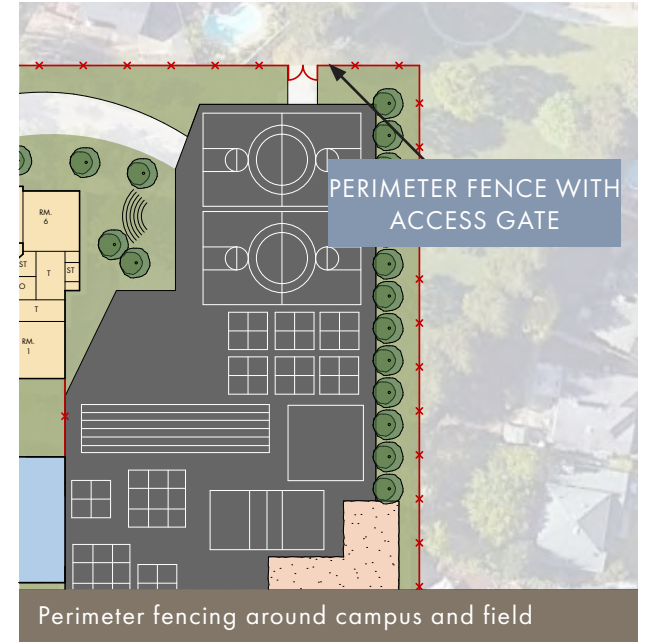 PERIMETER FENCE WITH
ACCESS GATE
RM.
6
ST
T
ST
O
T
RM.
1
Perimeter fencing around campus and field